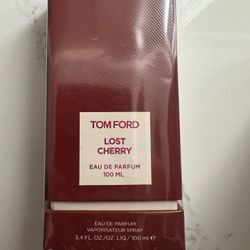 TOM FORD
LOST
CHERRY
EAU DE PARFUM
100 ML
EAU DE PARFUM
VAPORISATEUR SPRAY
3.4 FL.OZ./OZ. LIQ/100 ml ℮